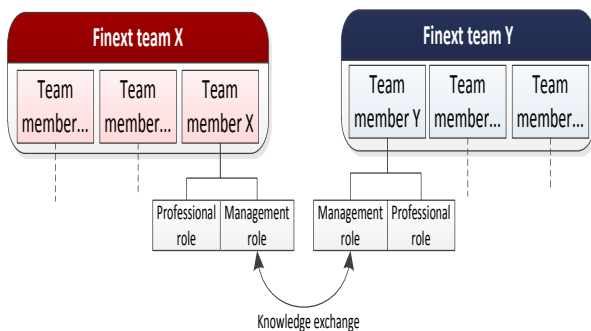 Finext team X
Finext team Y
Team
member...
Team
member...
Team
member X
Team
member Y
Team
member...
Team
member...
Professional
role
Management
role
Management
role
Professional
role
Knowledge exchange